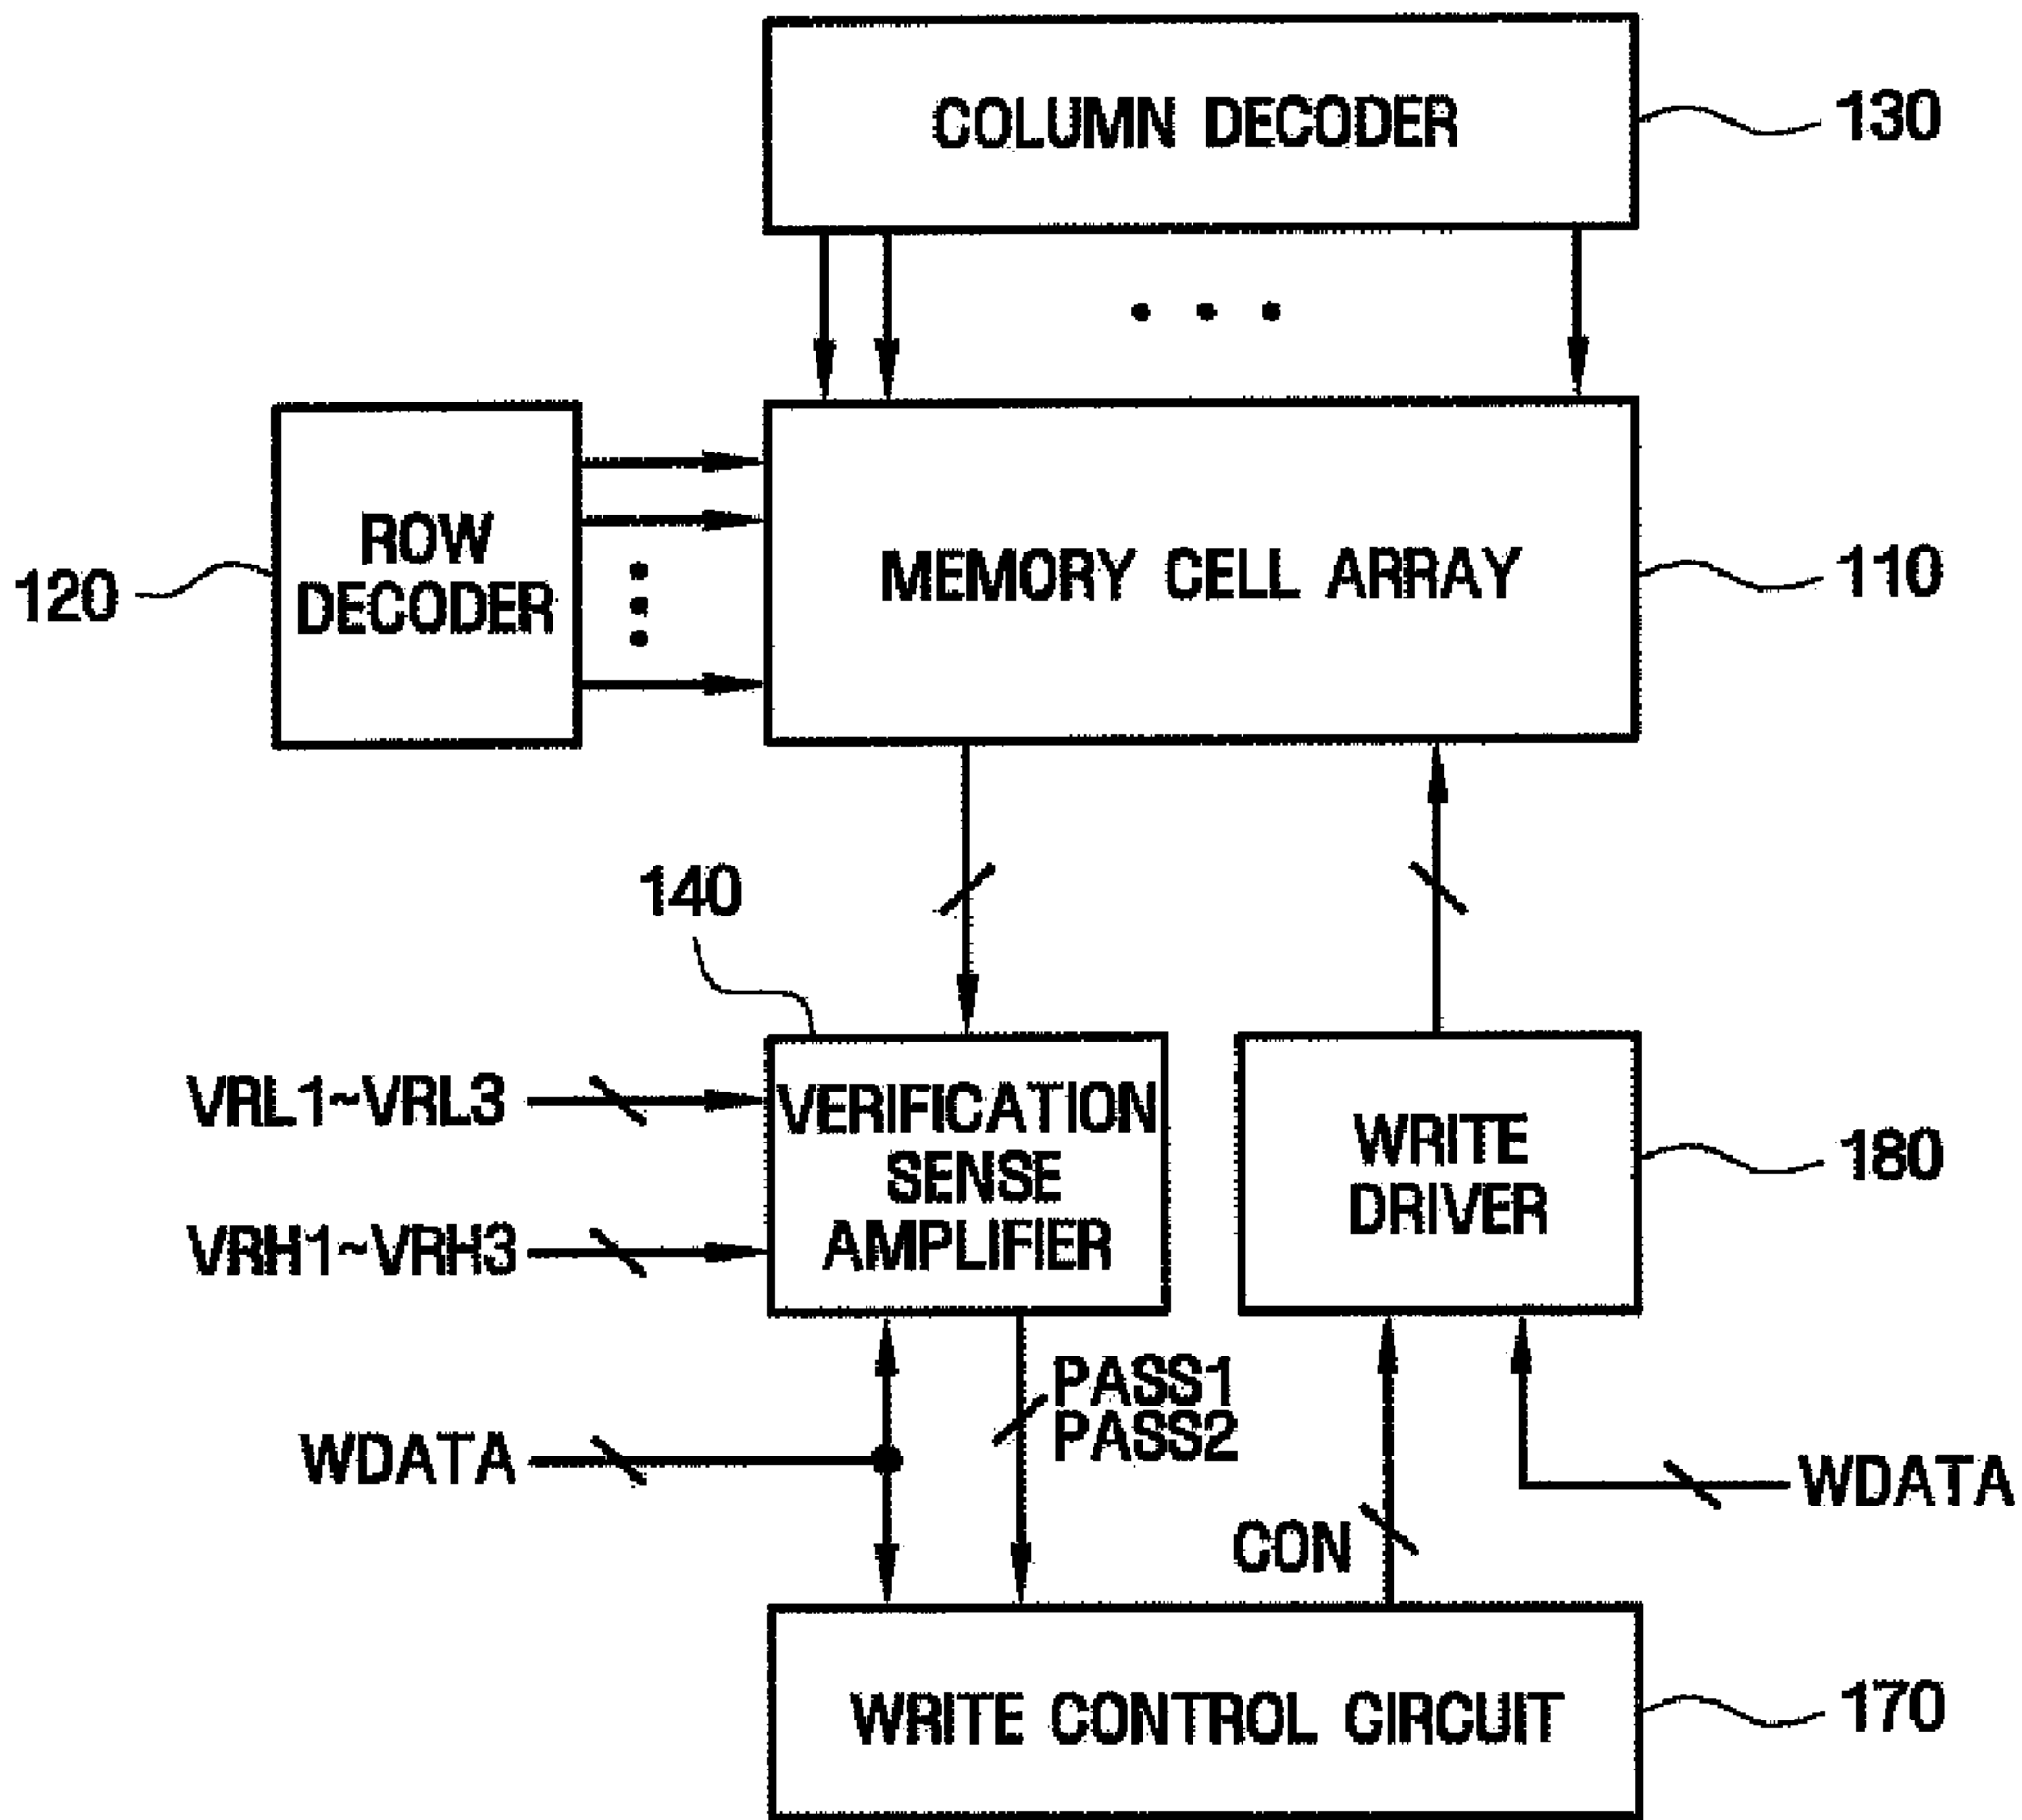 COLUMN DECODER
130
ROW
DECODER
120
MEMORY CELL ARRAY
110
140
VRL1~VRL3
VERIFICATION
SENSE
AMPLIFIER
VRH1~VRH3
WRITE
DRIVER
180
PASS1
PASS2
WDATA
WDATA
CON
WRITE CONTROL CIRCUIT
170